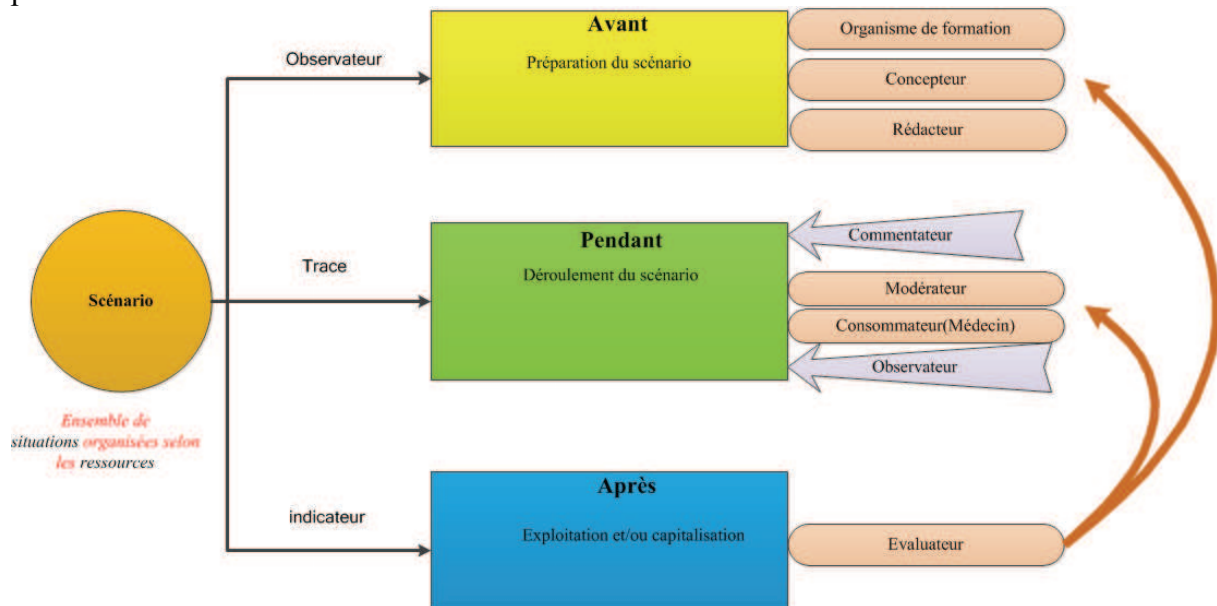 Avant
Organisme de formation
Observateur
Préparation du scénario
Concepteur
Rédacteur
Pendant
Commentateur
Trace
Déroulement du scénario
Modérateur
Scénario
Consommateur(Médecin)
Observateur
Ensemble de
situations organisées selon
les ressources
Après
indicateur
Exploitation et/ou capitalisation
Evaluateur